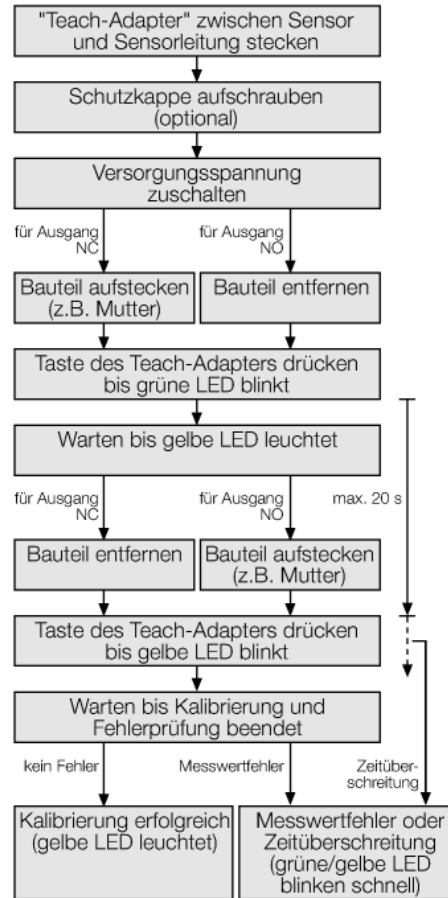 "Teach-Adapter" zwischen Sensor
und Sensorleitung stecken
Schutzkappe aufschrauben
(optional)
Versorgungsspannung
zuschalten
für Ausgang
NC
für Ausgang
NO
Bauteil aufstecken
(z.B. Mutter)
Bauteil entfernen
Taste des Teach-Adapters drücken
bis grüne LED blinkt
Warten bis gelbe LED leuchtet
für Ausgang
NC
für Ausgang
NO
max. 20 s
Bauteil entfernen
Bauteil aufstecken
(z.B. Mutter)
Taste des Teach-Adapters drücken
bis gelbe LED blinkt
Warten bis Kalibrierung und
Fehlerprüfung beendet
kein Fehler
Messwertfehler
Zeitüber-
schreitung
Kalibrierung erfolgreich
(gelbe LED leuchtet)
Messwertfehler oder
Zeitüberschreitung
(grüne/gelbe LED
blinken schnell)